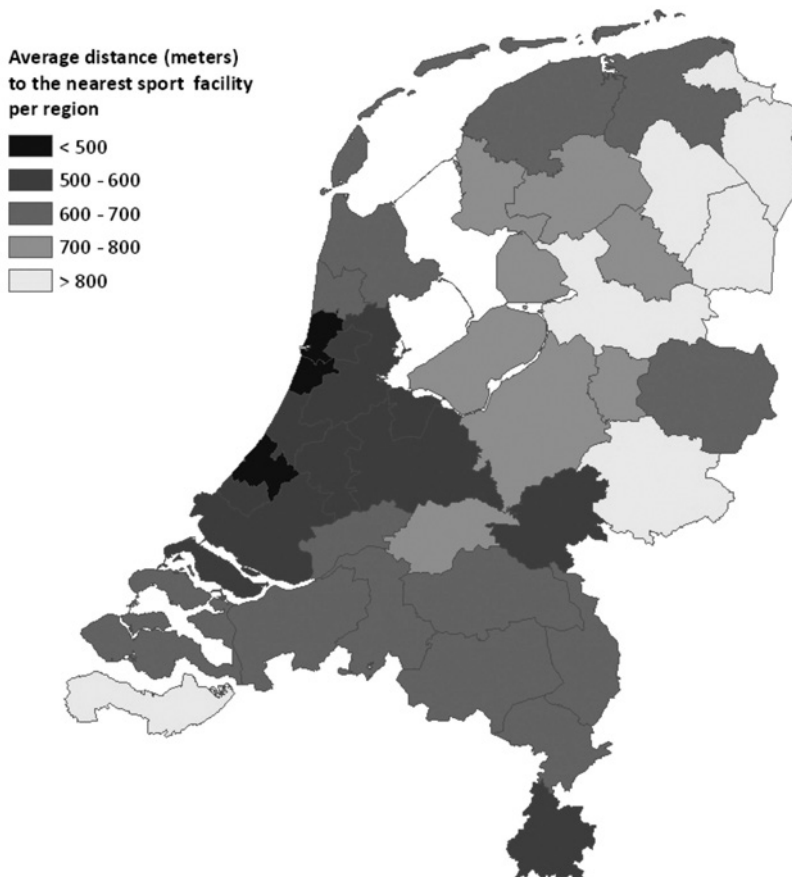 Average distance (meters)
to the nearest sport facility
per region
< 500
500 - 600
600 - 700
700 - 800
> 800